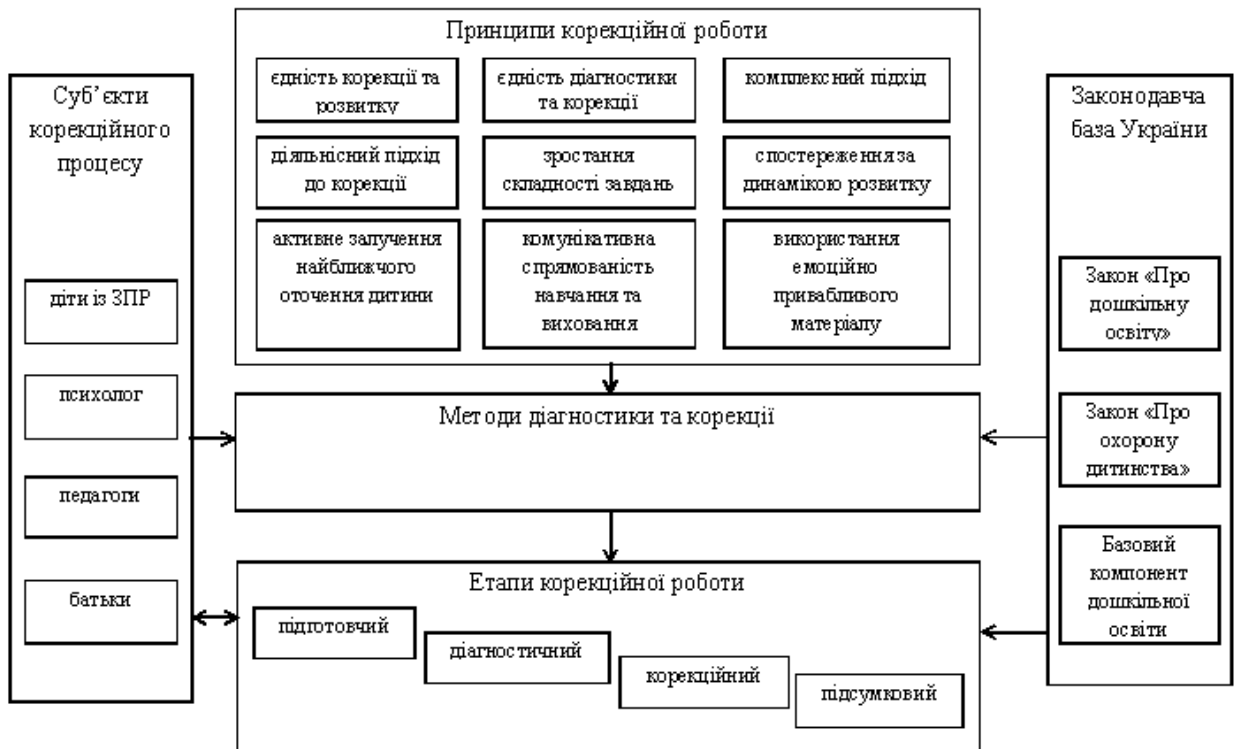 Принципи корекційної роботи
єдність корекції та
розвитку
єдність діагностики
та корекції
комплексний підхід
діяльнісний підхід
до корекції
зростання
складності завдань
спостереження за
динамікою розвитку
активне залучення
найближчого
оточення дитини
комунікативна
спрямованість
навчання та
виховання
використання
емоційно
привабливого
матеріалу
Суб’єкти
корекційного
процесу
діти із ЗПР
психолог
педагоги
батьки
Методи діагностики та корекції
Етапи корекційної роботи
підготовчий
діагностичний
корекційний
підсумковий
Законодавча
база України
Закон «Про
дошкільну
освіту»
Закон «Про
охорону
дитинства»
Базовий
компонент
дошкільної
освіти